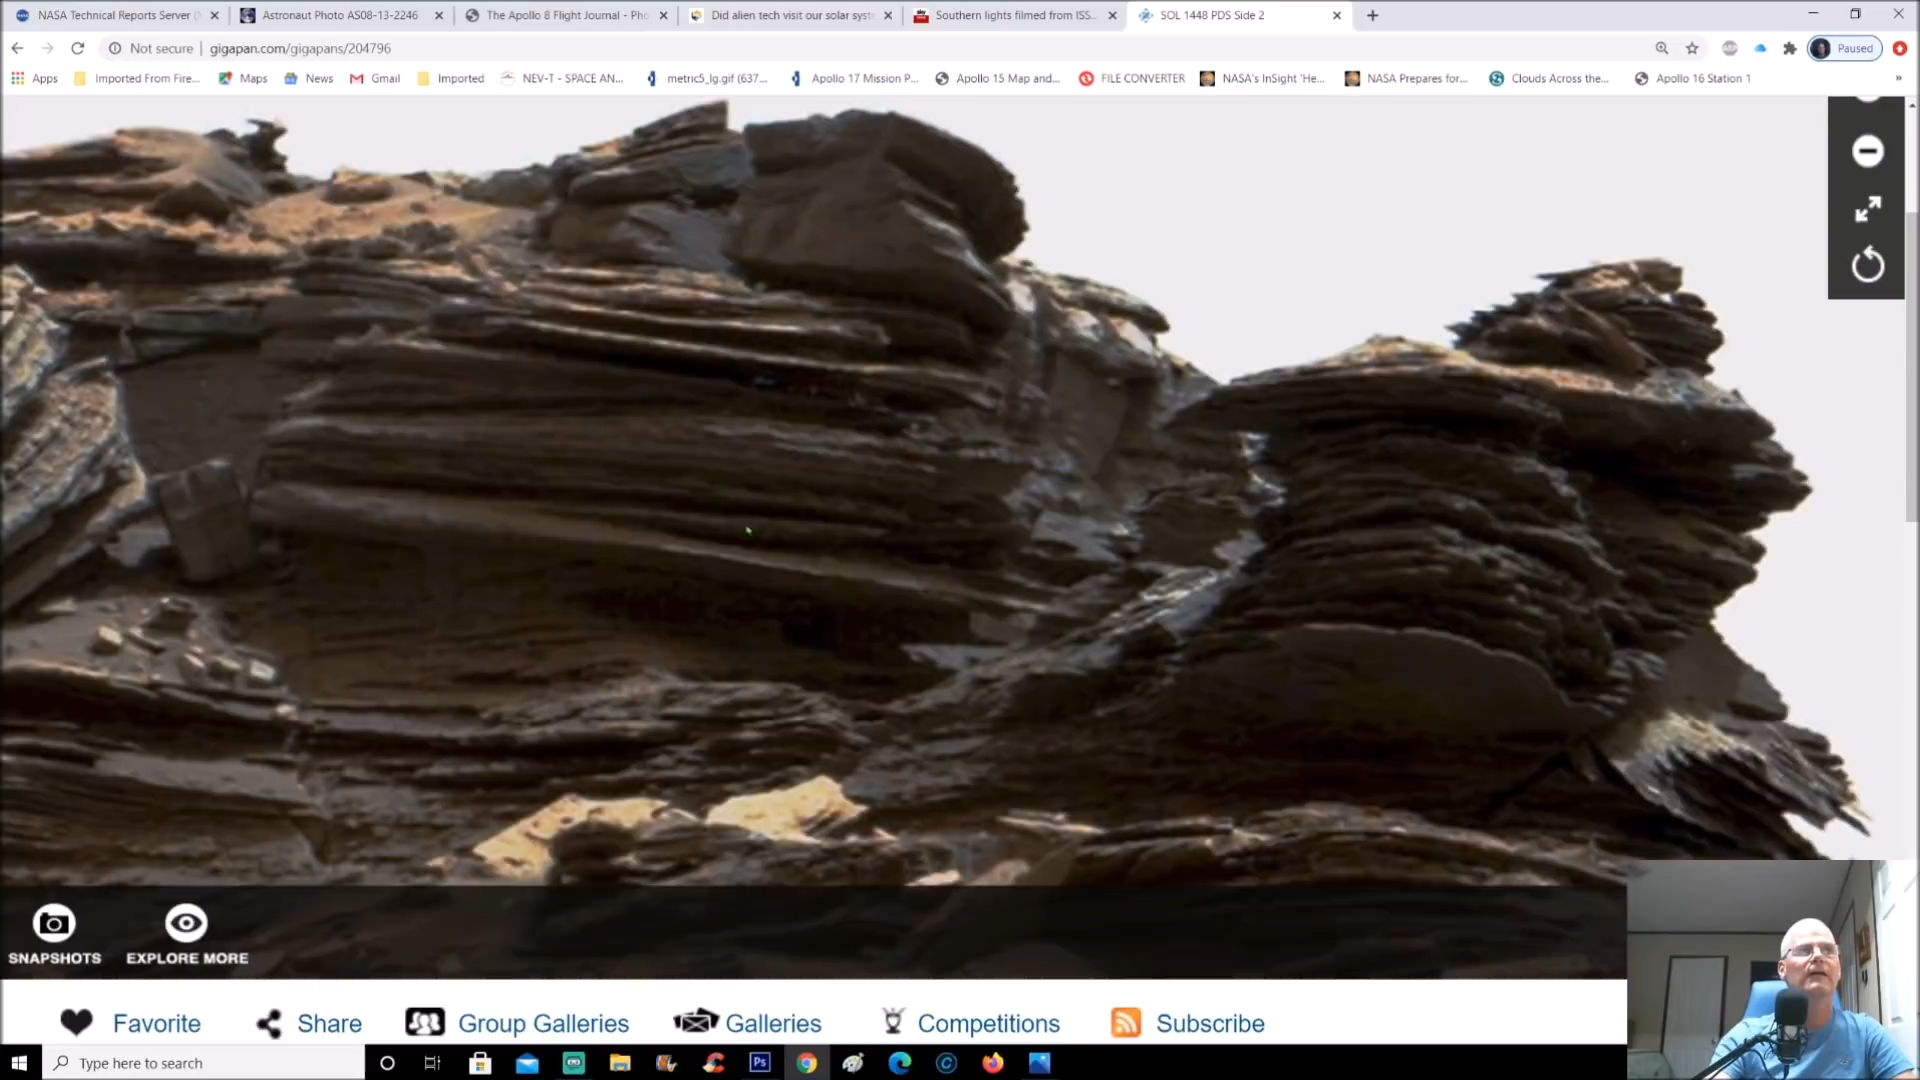 NASA Technical Reports Server (
Astronaut Photo AS08-13-2246
The Apollo 8 Flight Journal - Pho
Did alien tech visit our solar syst
Southern lights filmed from ISS...
SOL 1448 PDS Side 2
Not secure | gigapan.com/gigapans/204796
Paused
Apps
Imported From Fire...
Maps
News
Gmail
Imported
NEV-T - SPACE AN...
metric5_lg.gif (637...
Apollo 17 Mission P...
Apollo 15 Map and...
FILE CONVERTER
NASA's InSight 'He...
NASA Prepares for...
Clouds Across the...
Apollo 16 Station 1
»
SNAPSHOTS
EXPLORE MORE
Favorite
Share
Group Galleries
Galleries
Competitions
Subscribe
Type here to search
Ps